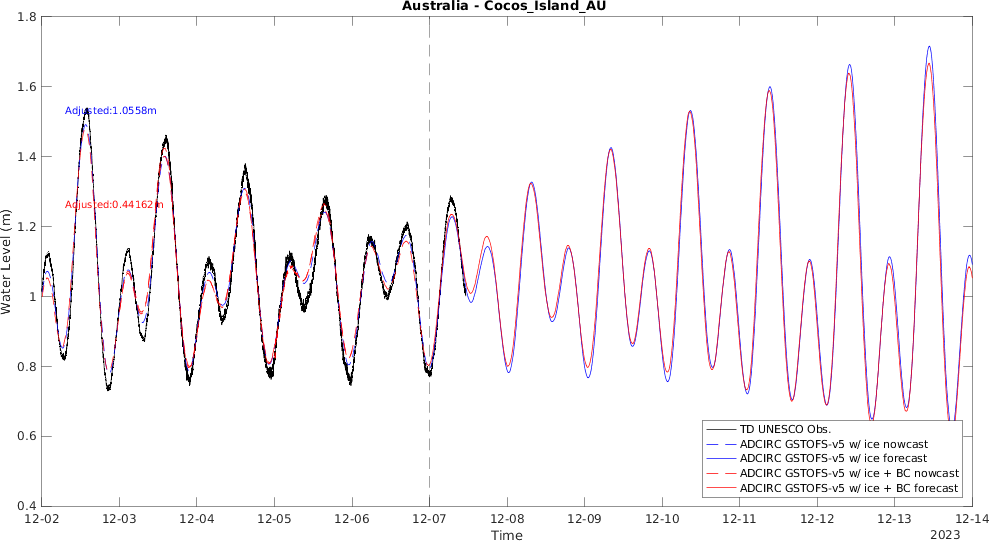 Australia - Cocos_Island_AU
1.8
1.6
1.4
1.2
1
0.8
0.6
0.4
Water Level (m)
Adjusted:1.0558m
Adjusted:0.44162m
TD UNESCO Obs.
ADCIRC GSTOFS-v5 w/ ice nowcast
ADCIRC GSTOFS-v5 w/ ice forecast
ADCIRC GSTOFS-v5 w/ ice + BC nowcast
ADCIRC GSTOFS-v5 w/ ice + BC forecast
12-02 12-03 12-04 12-05 12-06 12-07 12-08 12-09 12-10 12-11 12-12 12-13 12-14
Time
2023